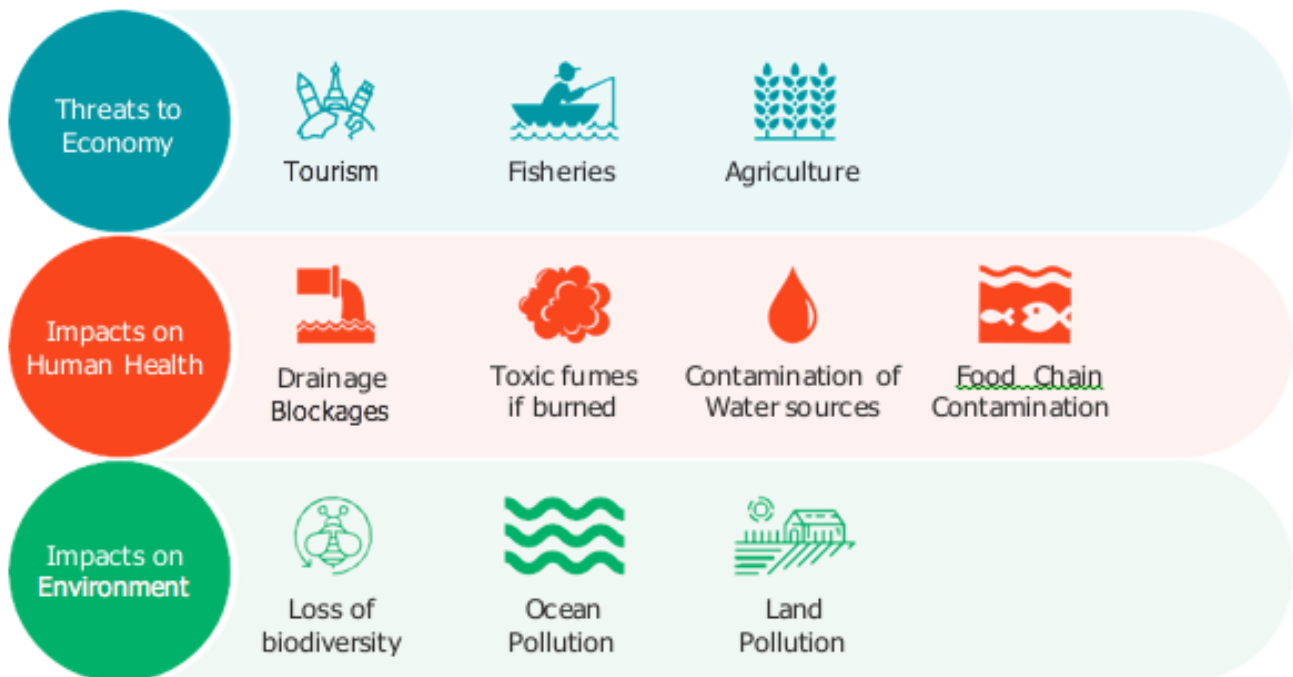 Threats to
Economy
Tourism
Fisheries
Agriculture
Impacts on
Human Health
Drainage
Blockages
Toxic fumes
if burned
Contamination of
Water sources
Food Chain
Contamination
Impacts on
Environment
Loss of
biodiversity
Ocean
Pollution
Land
Pollution